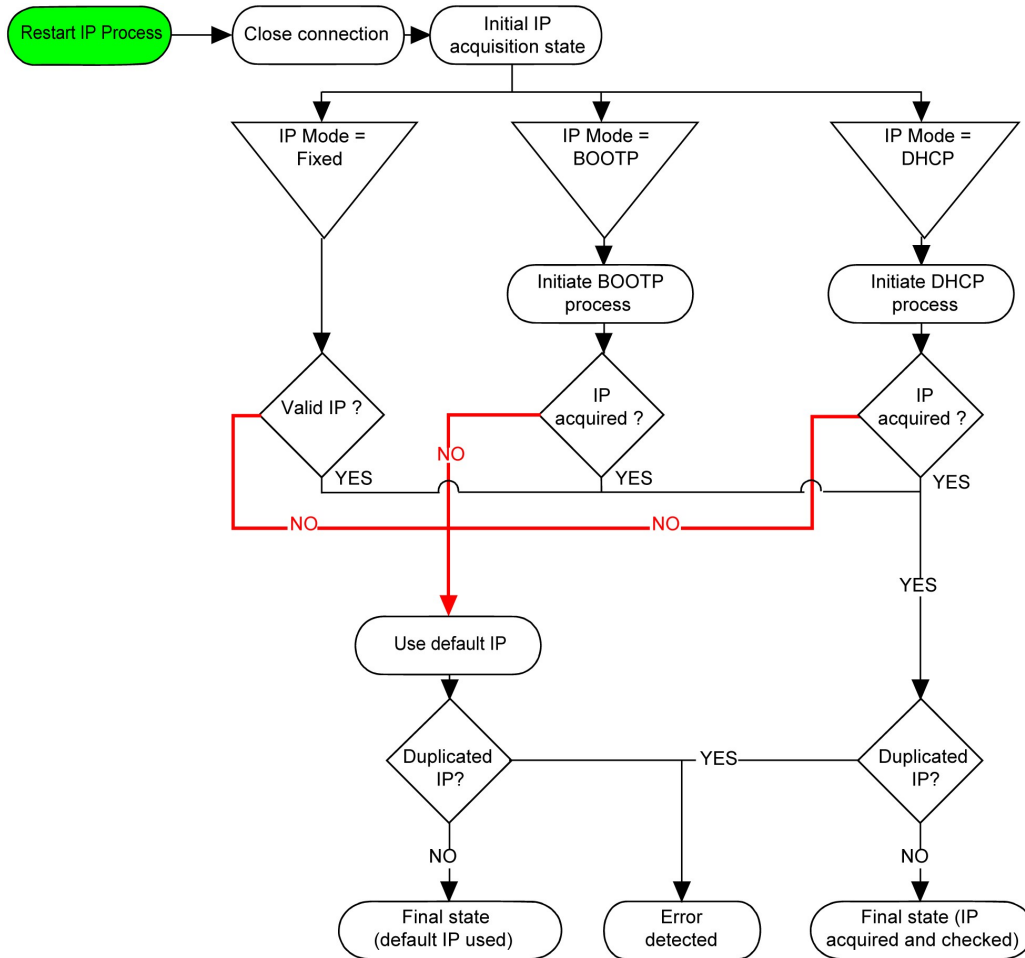 Restart IP Process
Close connection
Initial IP
acquisition state
IP Mode =
Fixed
IP Mode =
BOOTP
IP Mode =
DHCP
Initiate BOOTP
process
Initiate DHCP
process
Valid IP ?
IP
acquired ?
IP
acquired ?
NO
YES
YES
YES
NO
NO
YES
Use default IP
Duplicated
IP?
YES
Duplicated
IP?
NO
NO
Final state
(default IP used)
Error
detected
Final state (IP
acquired and checked)